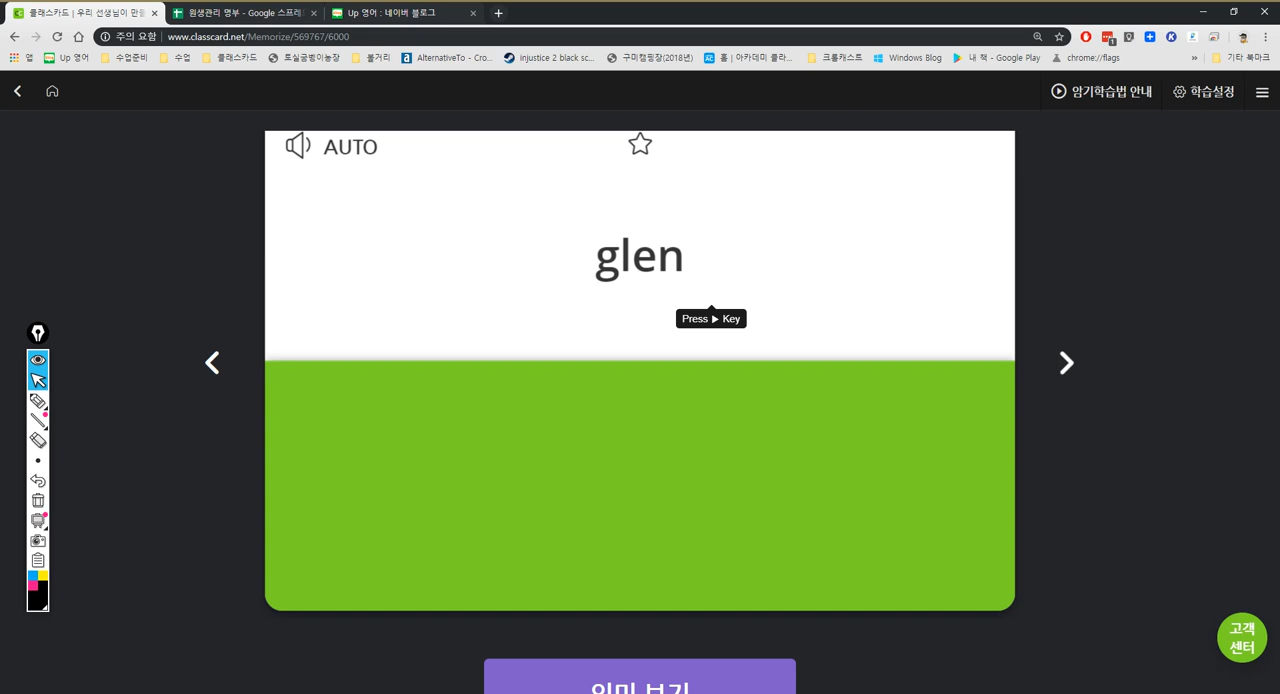 클래스카드 | 우리 선생님이 만든
원생관리 명부 - Google 스프레드
Up 영어 : 네이버 블로그
주의 요함 | www.classcard.net/Memorize/569767/6000
앱 Up 영어 수업준비 수업 클래스카드 토실공벙이농장 볼거리 AlternativeTo - Cro... Injustice 2 black sc... 구미캠핑장(2018년) 홈 | 아카데미 클라... 크롬캐스트 Windows Blog 내 책 - Google Play chrome://flags » 기타 북마크
암기학습법 안내 학습설정
AUTO
glen
Press ▶ Key
고객
센터
의미 보기